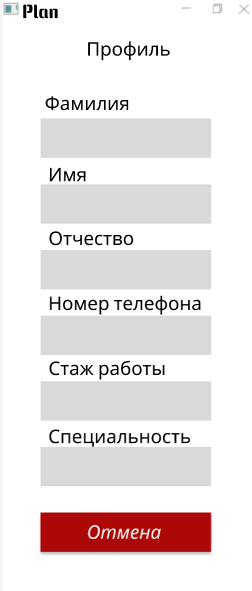 Plan
Профиль
Фамилия
Имя
Отчество
Номер телефона
Стаж работы
Специальность
Отмена